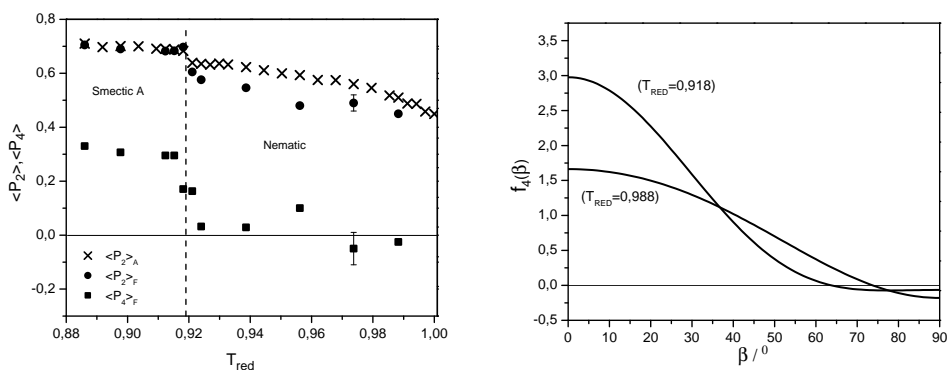 0,8
0,6
0,4
0,2
0,0
-0,2
<P2>,<P4>
Smectic A
Nematic
<P2>A
<P2>F
<P4>F
0,88 0,90 0,92 0,94 0,96 0,98 1,00
Tred
3,5
3,0
2,5
2,0
1,5
1,0
0,5
0,0
-0,5
f4(β)
(TRED=0,918)
(TRED=0,988)
0 10 20 30 40 50 60 70 80 90
β / 0